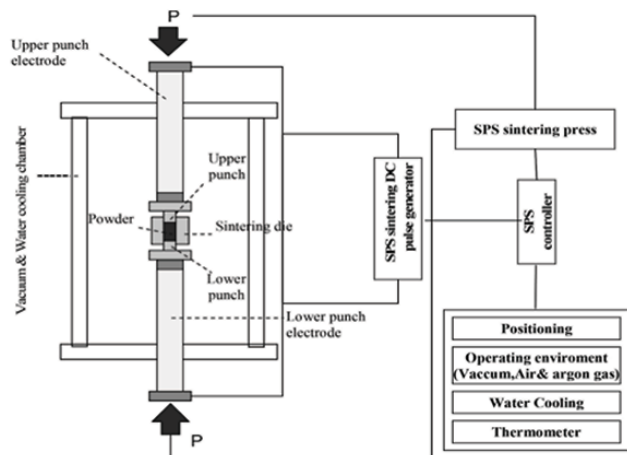 P
Upper punch
electrode
Vacuum & Water cooling chamber
Upper
punch
Powder
Sintering die
Lower
punch
Lower punch
electrode
P
SPS sintering DC
pulse generator
SPS sintering press
SPS
controller
Positioning
Operating enviroment
(Vaccum,Air& argon gas)
Water Cooling
Thermometer